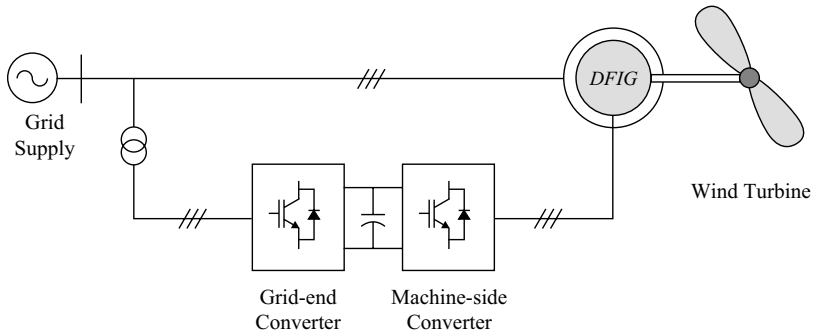 DFIG
Grid
Supply
Wind Turbine
Grid-end
Converter
Machine-side
Converter